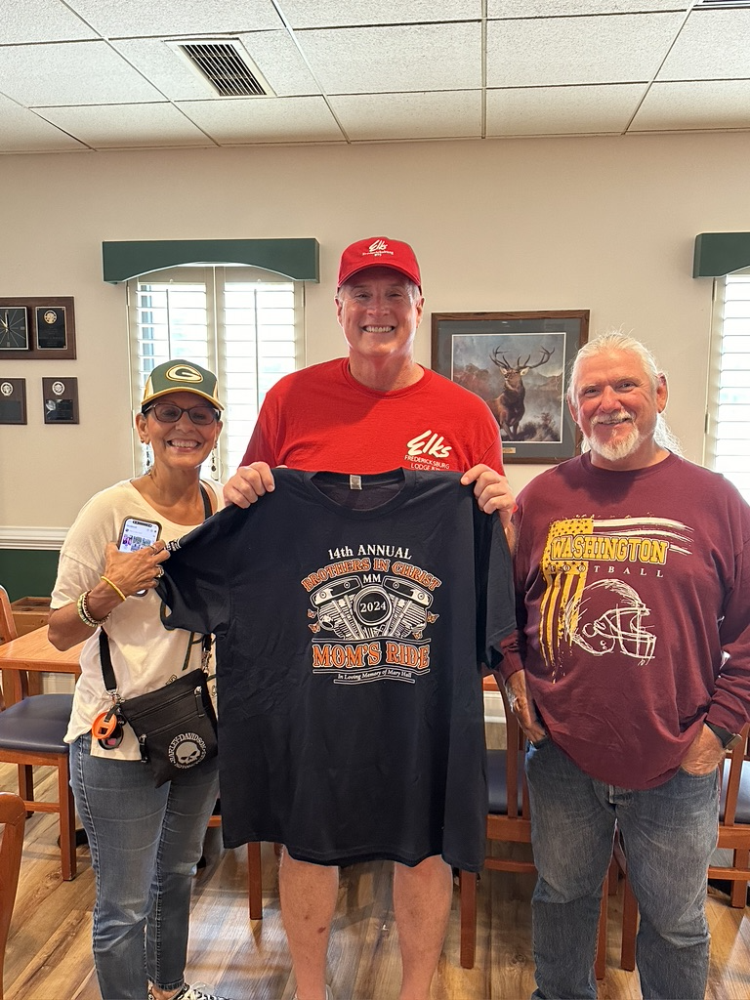 Elks
G
Elks
FREDERICKSBURG
14th ANNUAL
BROTHERS IN CHRIST
MM
2024
MOM'S RIDE
In Loving Memory of Mary Hall
WASHINGTON
FOOTBALL
HARLEY-DAVIDSON